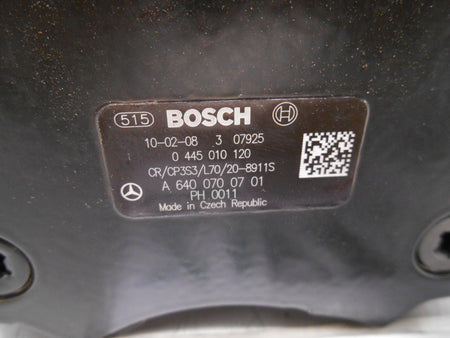 515 BOSCH
10-02-08 3 07925
0 445 010 120
CR/CP3S3/L70/20-8911S
A 640 070 07 01
PH 0011
Made in Czech Republic